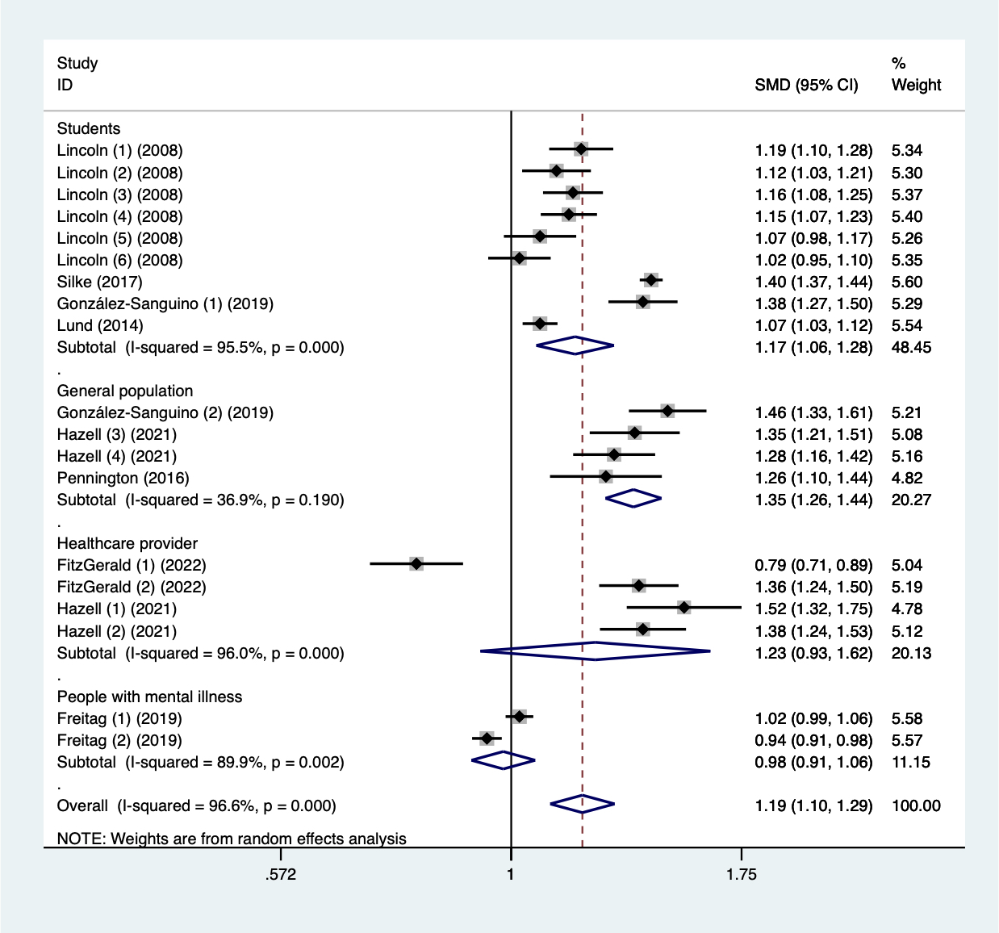 Study %
ID SMD (95% CI) Weight
Students
Lincoln (1) (2008) 1.19 (1.10, 1.28) 5.34
Lincoln (2) (2008) 1.12 (1.03, 1.21) 5.30
Lincoln (3) (2008) 1.16 (1.08, 1.25) 5.37
Lincoln (4) (2008) 1.15 (1.07, 1.23) 5.40
Lincoln (5) (2008) 1.07 (0.98, 1.17) 5.26
Lincoln (6) (2008) 1.02 (0.95, 1.10) 5.35
Silke (2017) 1.40 (1.37, 1.44) 5.60
González-Sanguino (1) (2019) 1.38 (1.27, 1.50) 5.29
Lund (2014) 1.07 (1.03, 1.12) 5.54
Subtotal (I-squared = 95.5%, p = 0.000) 1.17 (1.06, 1.28) 48.45
.
General population
González-Sanguino (2) (2019) 1.46 (1.33, 1.61) 5.21
Hazell (3) (2021) 1.35 (1.21, 1.51) 5.08
Hazell (4) (2021) 1.28 (1.16, 1.42) 5.16
Pennington (2016) 1.26 (1.10, 1.44) 4.82
Subtotal (I-squared = 36.9%, p = 0.190) 1.35 (1.26, 1.44) 20.27
.
Healthcare provider
FitzGerald (1) (2022) 0.79 (0.71, 0.89) 5.04
FitzGerald (2) (2022) 1.36 (1.24, 1.50) 5.19
Hazell (1) (2021) 1.52 (1.32, 1.75) 4.78
Hazell (2) (2021) 1.38 (1.24, 1.53) 5.12
Subtotal (I-squared = 96.0%, p = 0.000) 1.23 (0.93, 1.62) 20.13
.
People with mental illness
Freitag (1) (2019) 1.02 (0.99, 1.06) 5.58
Freitag (2) (2019) 0.94 (0.91, 0.98) 5.57
Subtotal (I-squared = 89.9%, p = 0.002) 0.98 (0.91, 1.06) 11.15
.
Overall (I-squared = 96.6%, p = 0.000) 1.19 (1.10, 1.29) 100.00
NOTE: Weights are from random effects analysis
.572 1 1.75